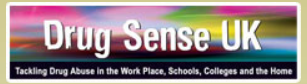 Drug Sense UK
Tackling Drug Abuse in the Work Place, Schools, Colleges and the Home